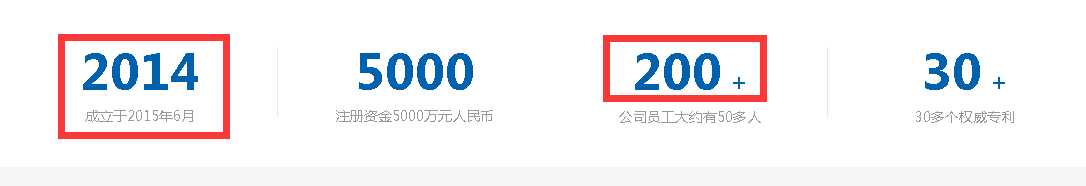 2014
5000
200 +
30 +
成立于2015年6月
注册资金5000万元人民币
公司员工大约有50多人
30多个权威专利